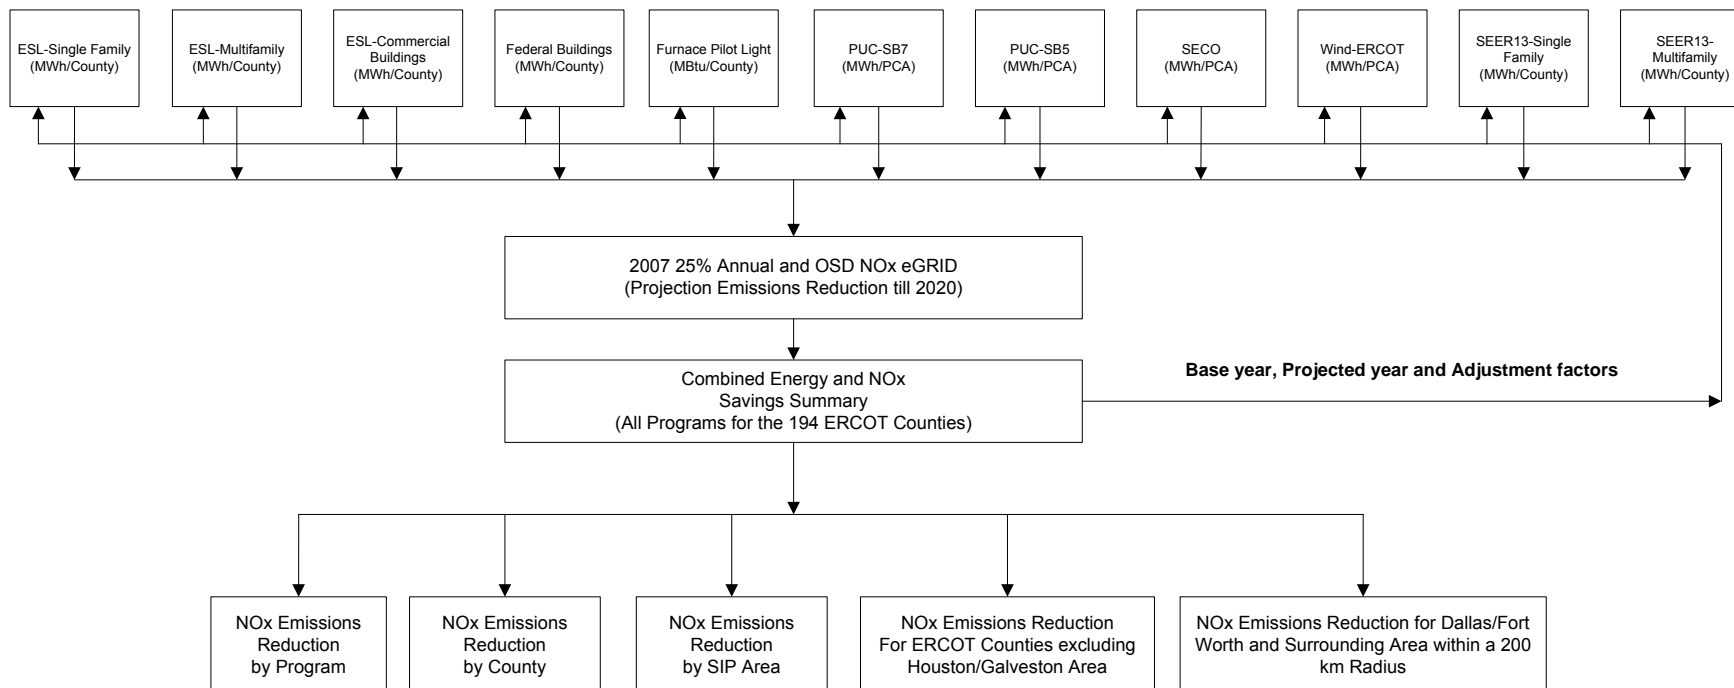 ESL-Single Family
(MWh/County)
ESL-Multifamily
(MWh/County)
ESL-Commercial
Buildings
(MWh/County)
Federal Buildings
(MWh/County)
Furnace Pilot Light
(MBtu/County)
PUC-SB7
(MWh/PCA)
PUC-SB5
(MWh/PCA)
SECO
(MWh/PCA)
Wind-ERCOT
(MWh/PCA)
SEER13-Single
Family
(MWh/County)
SEER13-
Multifamily
(MWh/County)
2007 25% Annual and OSD NOx eGRID
(Projection Emissions Reduction till 2020)
Combined Energy and NOx
Savings Summary
(All Programs for the 194 ERCOT Counties)
Base year, Projected year and Adjustment factors
NOx Emissions
Reduction
by Program
NOx Emissions
Reduction
by County
NOx Emissions
Reduction
by SIP Area
NOx Emissions Reduction
For ERCOT Counties excluding
Houston/Galveston Area
NOx Emissions Reduction for Dallas/Fort
Worth and Surrounding Area within a 200
km Radius